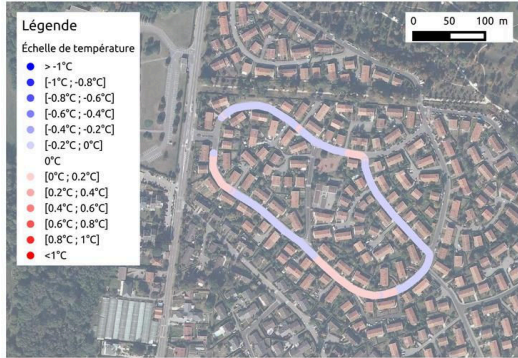 Légende
Échelle de température
> -1°C
[-1°C ; -0.8°C]
[-0.8°C ; -0.6°C]
[-0.6°C ; -0.4°C]
[-0.4°C ; -0.2°C]
[-0.2°C ; 0°C]
0°C
[0°C ; 0.2°C]
[0.2°C ; 0.4°C]
[0.4°C ; 0.6°C]
[0.6°C ; 0.8°C]
[0.8°C ; 1°C]
<1°C
0 50 100 m